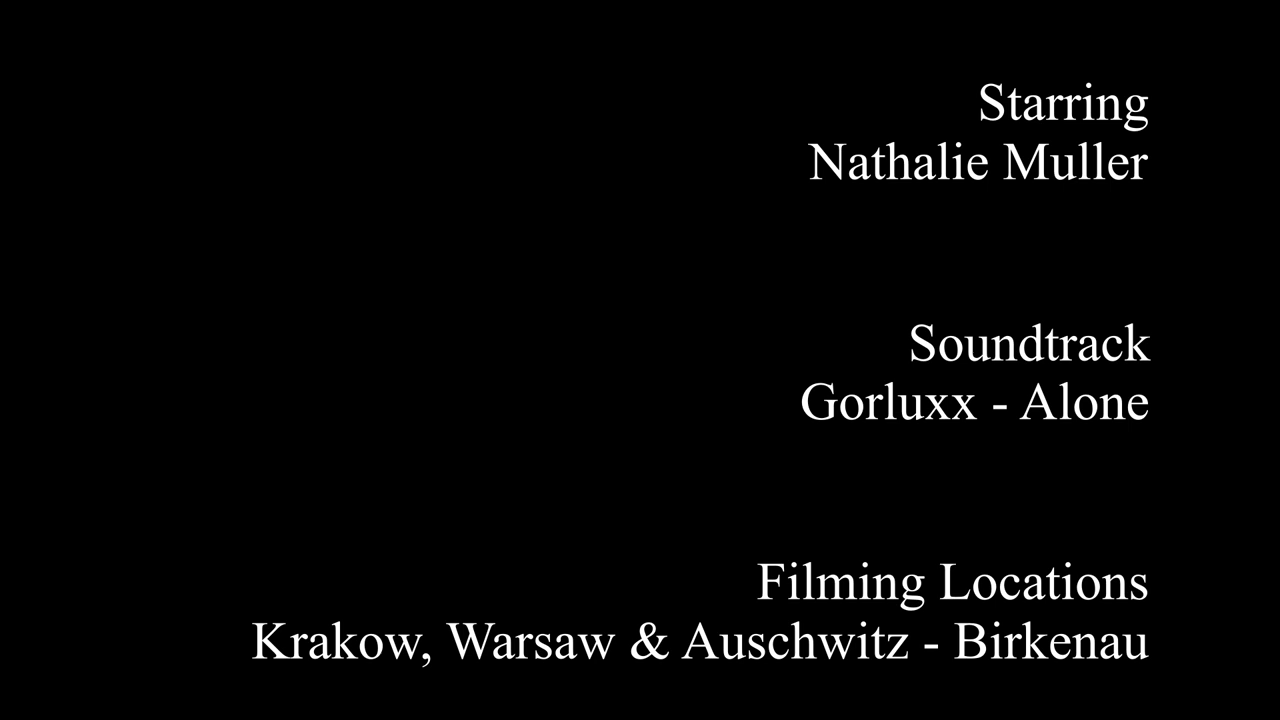 Starring
Nathalie Muller
Soundtrack
Gorluxx - Alone
Filming Locations
Krakow, Warsaw & Auschwitz - Birkenau